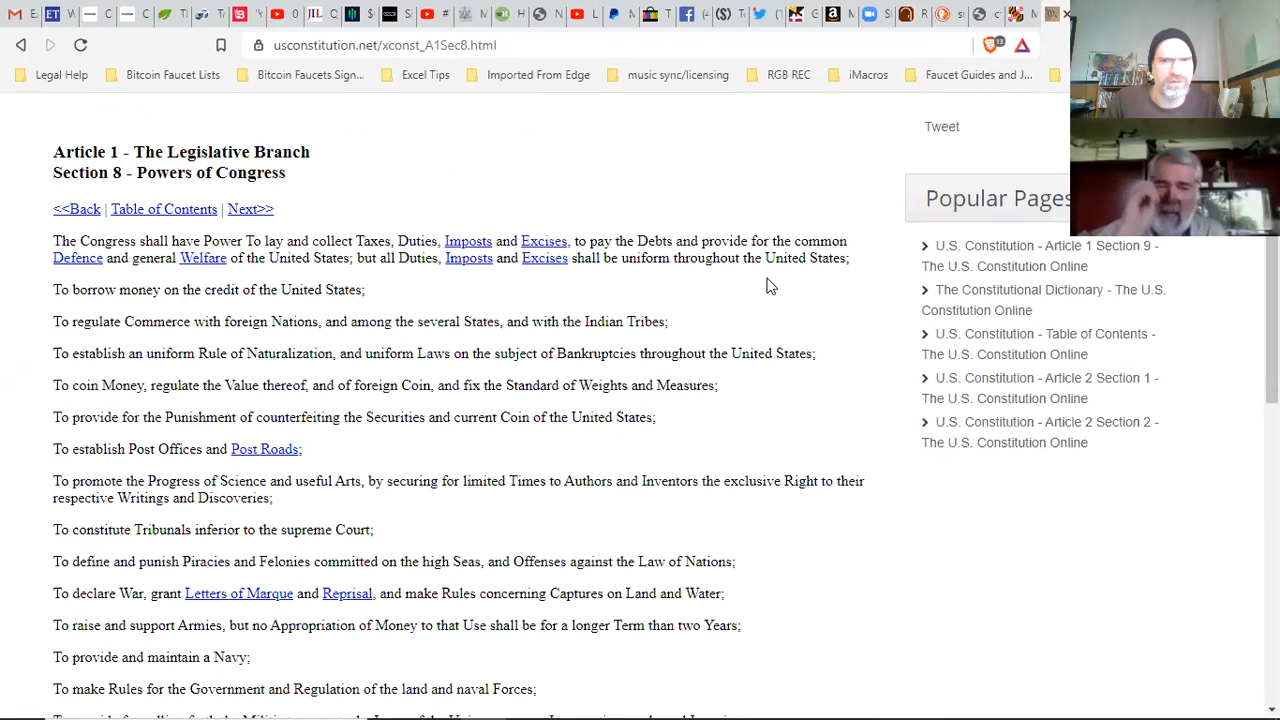 usconstitution.net/xconst_A1Sec8.html
Legal Help
Bitcoin Faucet Lists
Bitcoin Faucets Sign...
Excel Tips
Imported From Edge
music sync/licensing
RGB REC
iMacros
Faucet Guides and J...
Article 1 - The Legislative Branch
Section 8 - Powers of Congress
<<Back | Table of Contents | Next>>
The Congress shall have Power To lay and collect Taxes, Duties, Imposts and Excises, to pay the Debts and provide for the common
Defence and general Welfare of the United States; but all Duties, Imposts and Excises shall be uniform throughout the United States;
To borrow money on the credit of the United States;
To regulate Commerce with foreign Nations, and among the several States, and with the Indian Tribes;
To establish an uniform Rule of Naturalization, and uniform Laws on the subject of Bankruptcies throughout the United States;
To coin Money, regulate the Value thereof, and of foreign Coin, and fix the Standard of Weights and Measures;
To provide for the Punishment of counterfeiting the Securities and current Coin of the United States;
To establish Post Offices and Post Roads;
To promote the Progress of Science and useful Arts, by securing for limited Times to Authors and Inventors the exclusive Right to their
respective Writings and Discoveries;
To constitute Tribunals inferior to the supreme Court;
To define and punish Piracies and Felonies committed on the high Seas, and Offenses against the Law of Nations;
To declare War, grant Letters of Marque and Reprisal, and make Rules concerning Captures on Land and Water;
To raise and support Armies, but no Appropriation of Money to that Use shall be for a longer Term than two Years;
To provide and maintain a Navy;
To make Rules for the Government and Regulation of the land and naval Forces;
Tweet
Popular Pages
U.S. Constitution - Article 1 Section 9 -
The U.S. Constitution Online
The Constitutional Dictionary - The U.S.
Constitution Online
U.S. Constitution - Table of Contents -
The U.S. Constitution Online
U.S. Constitution - Article 2 Section 1 -
The U.S. Constitution Online
U.S. Constitution - Article 2 Section 2 -
The U.S. Constitution Online